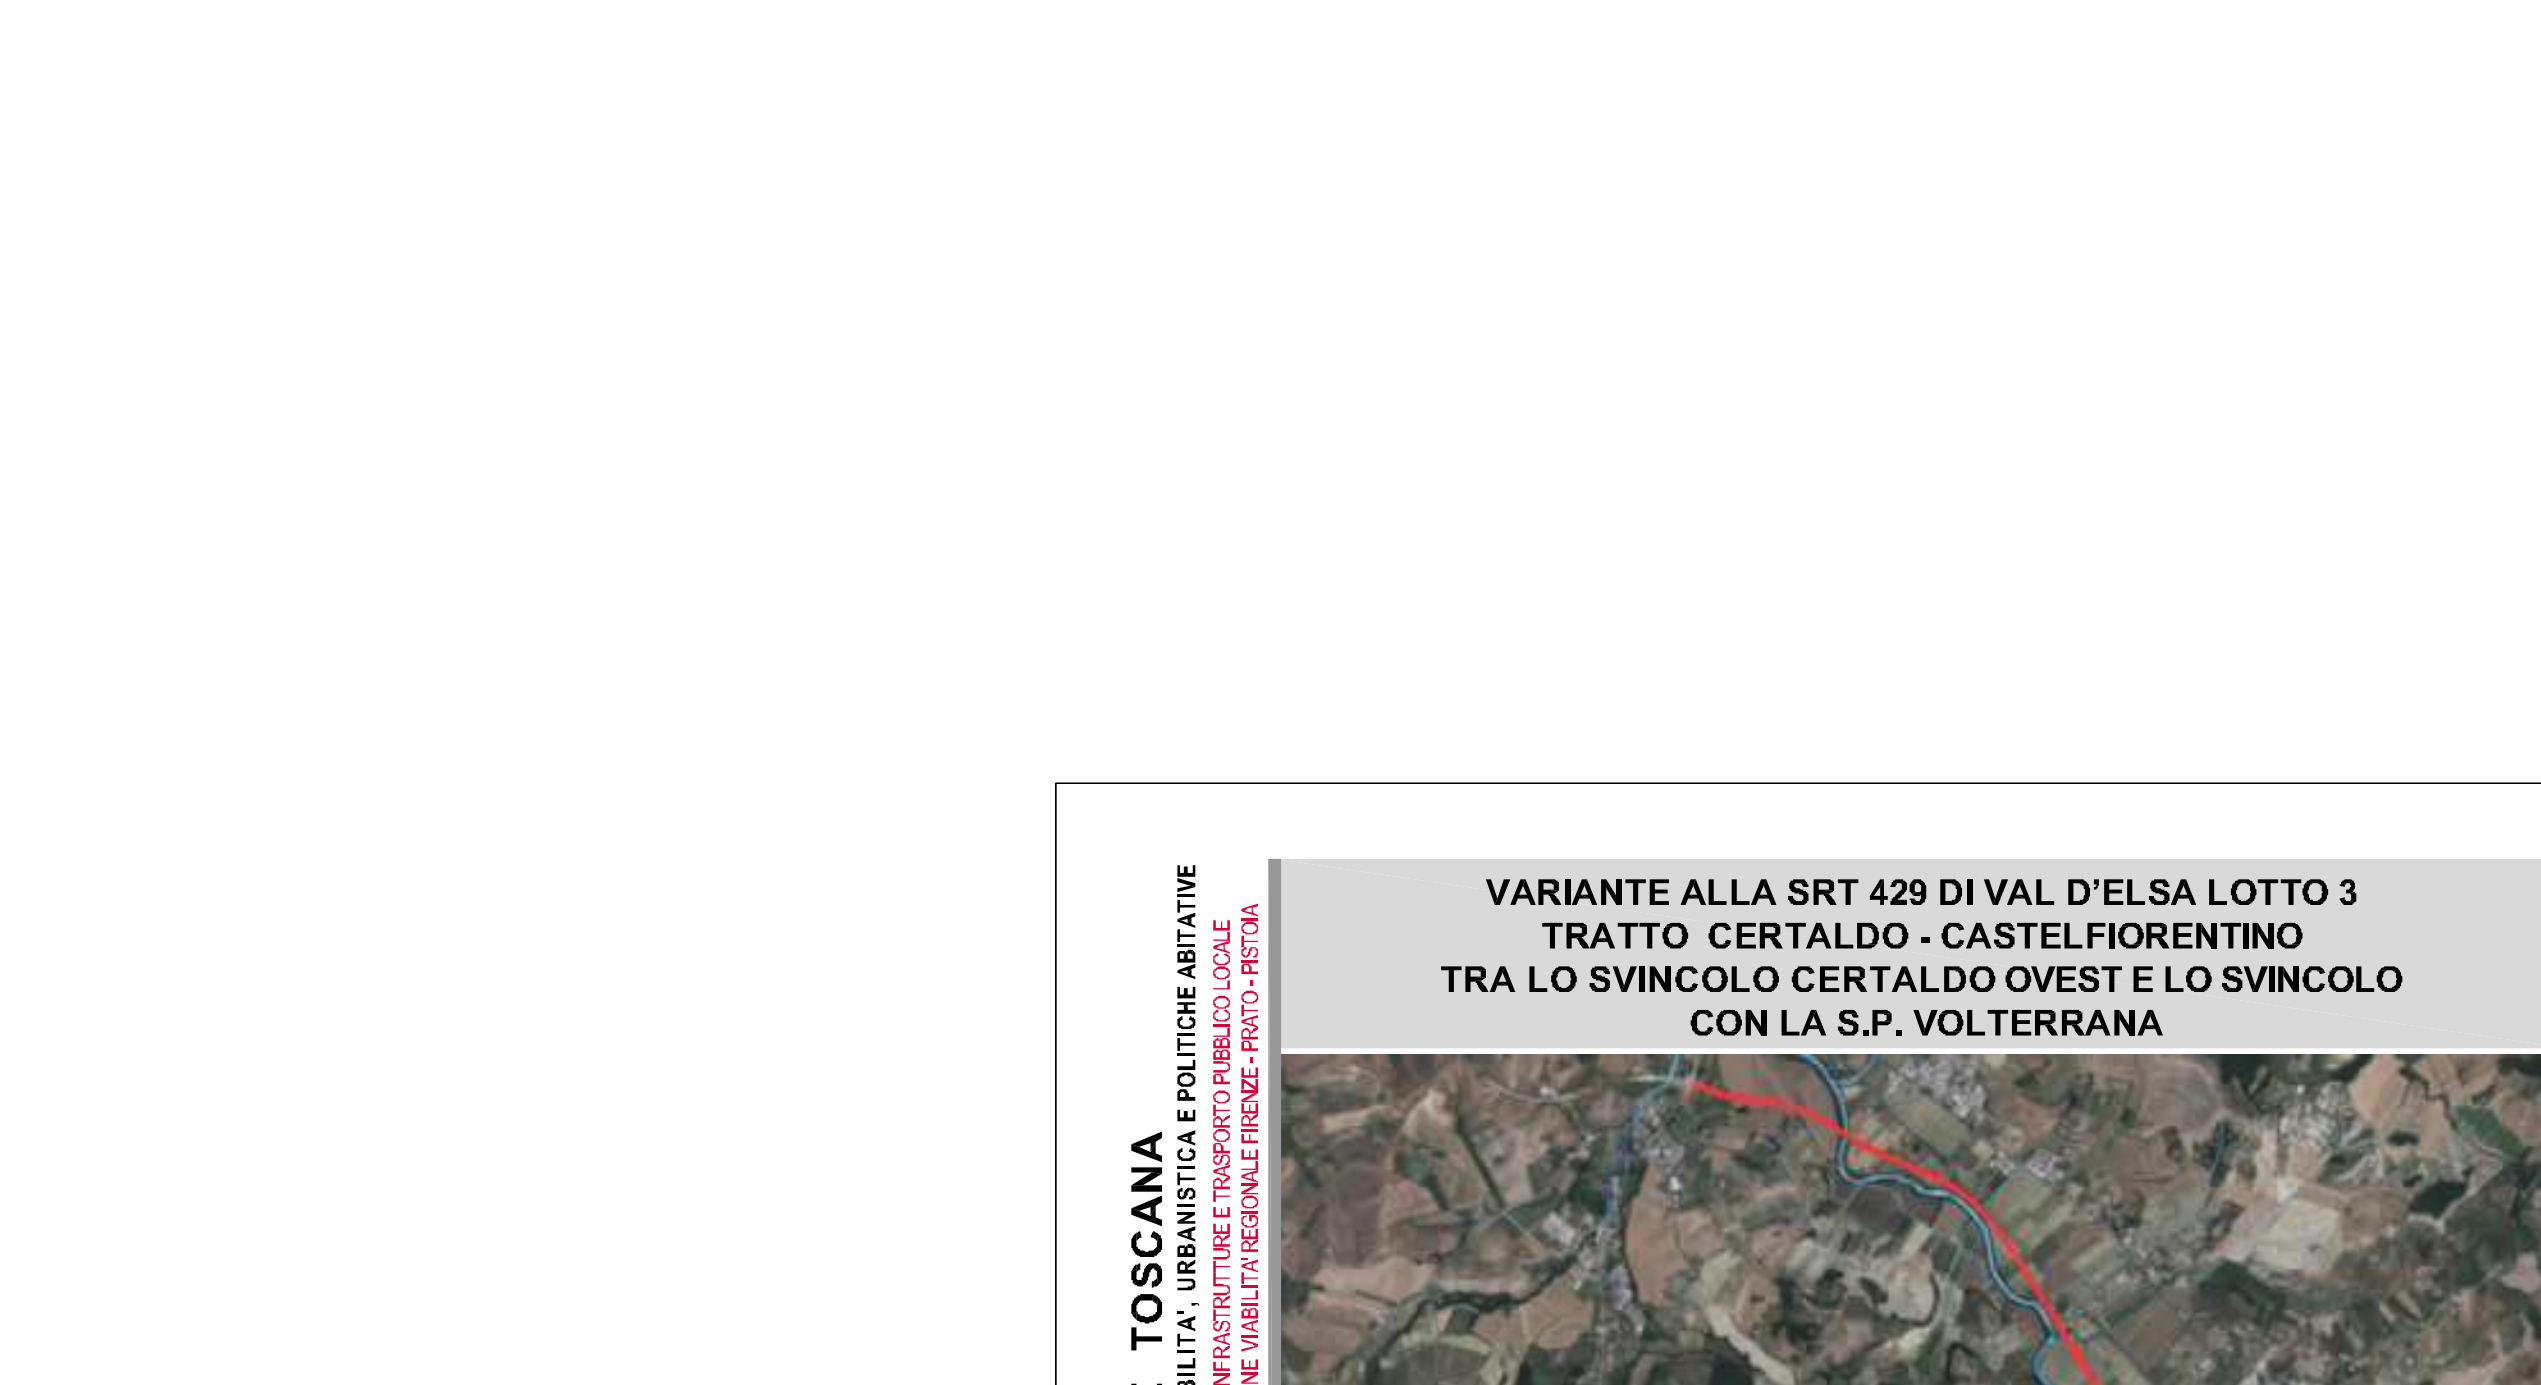 VARIANTE ALLA SRT 429 DI VAL D’ELSA LOTTO 3
TRATTO CERTALDO - CASTELFIORENTINO
TRA LO SVINCOLO CERTALDO OVEST E LO SVINCOLO
CON LA S.P. VOLTERRANA
TOSCANA
BILITA', URBANISTICA E POLITICHE ABITATIVE
NFRASTRUTTURE E TRASPORTO PUBBLICO LOCALE
NE VIABILITA' REGIONALE FIRENZE - PRATO - PISTOIA